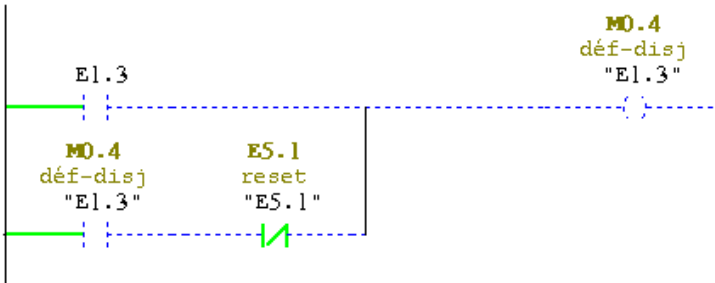 M0.4
déf-disj
"E1.3"
E1.3
M0.4
déf-disj
"E1.3"
E5.1
reset
"E5.1"